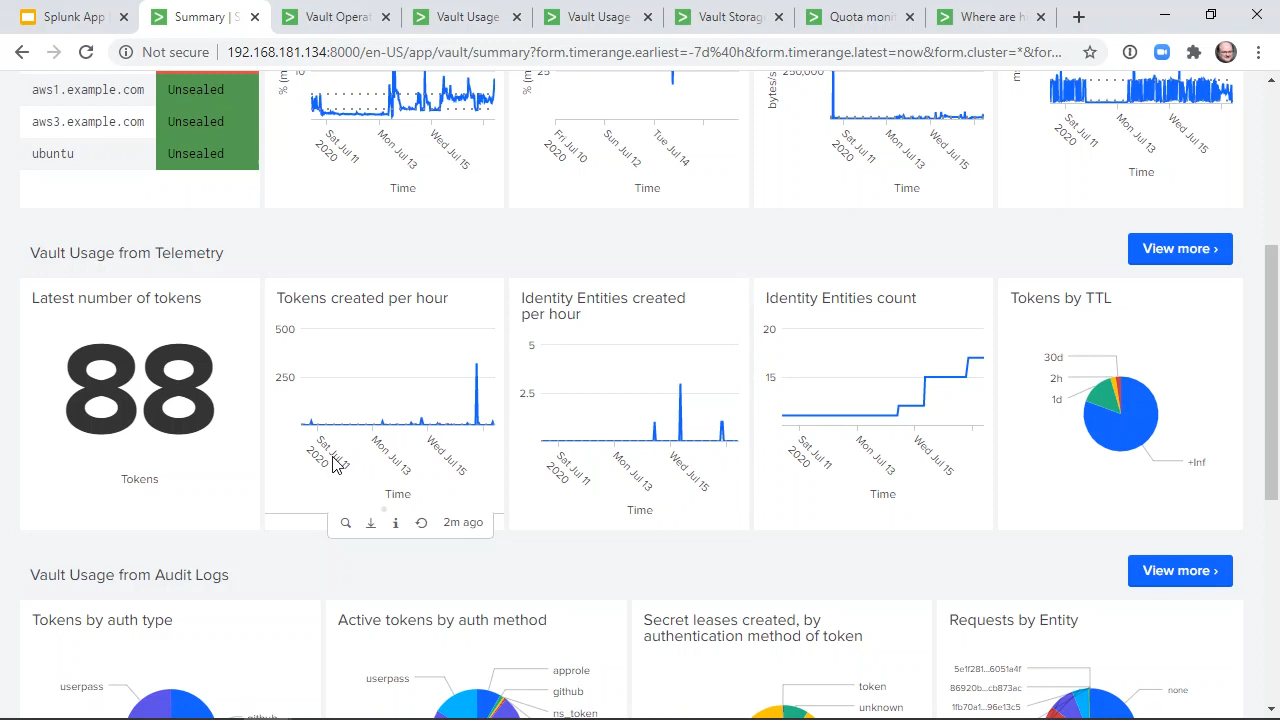 Splunk App
Summary | S
Vault Operat
Vault Usage
Vault Usage
Vault Storag
Quota moni
Where are h
Not secure
192.168.181.134:8000/en-US/app/vault/summary?form.timerange.earliest=-7d%40h&form.timerange.latest=now&form.cluster=*&for...
aws1.example.com Unsealed
aws3.example.com Unsealed
ubuntu Unsealed
% (m
Sat Jul 11
2020
Mon Jul 13
Wed Jul 15
Time
25
% (m
Fri Jul 10
2020
Sun Jul 12
Tue Jul 14
Time
250,000
bytes/s
Sat Jul 11
2020
Mon Jul 13
Wed Jul 15
Time
Sat Jul 11
2020
Mon Jul 13
Wed Jul 15
Time
Vault Usage from Telemetry
View more ›
Latest number of tokens
88
Tokens
Tokens created per hour
500
250
Sat Jul 11
2020
Mon Jul 13
Wed Jul 15
Time
2m ago
Identity Entities created
per hour
5
2.5
Sat Jul 11
2020
Mon Jul 13
Wed Jul 15
Time
Identity Entities count
20
15
Sat Jul 11
2020
Mon Jul 13
Wed Jul 15
Time
Tokens by TTL
30d
2h
1d
+Inf
Vault Usage from Audit Logs
View more ›
Tokens by auth type
userpass
github
Active tokens by auth method
userpass
approle
github
ns_token
Secret leases created, by
authentication method of token
token
unknown
Requests by Entity
5e1f281...6051a4f
86920b...cb873ac
1fb70a1...96e13c5
none